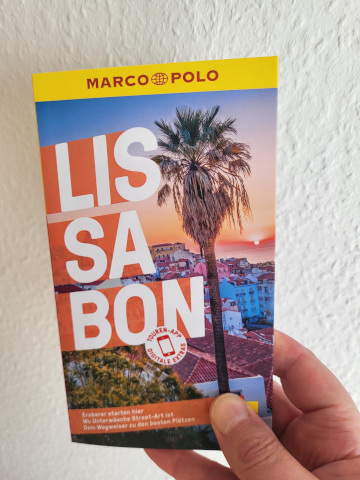 MARCO POLO
LIS
SA
BON
TOUREN-APP
DIGITALE EXTRAS
Eroberer starten hier
Wo Unterwäsche Street-Art ist
Dein Wegweiser zu den besten Plätzen